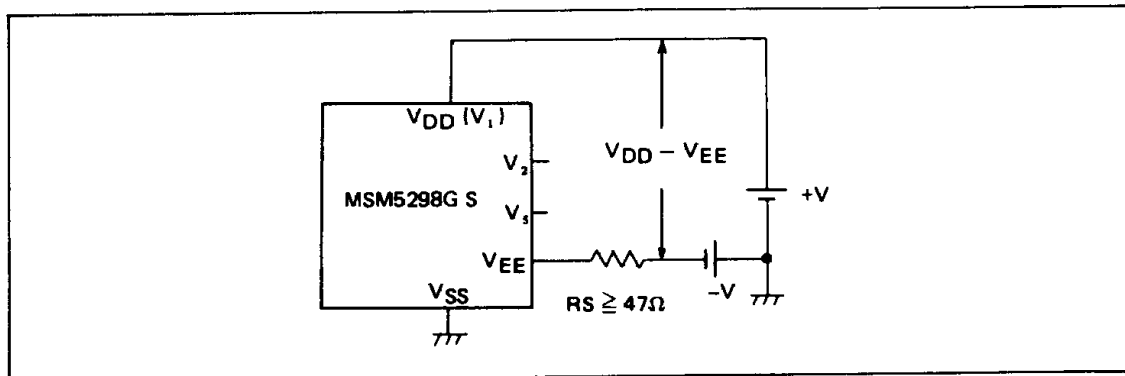 VDD (V₁)
V₂
VDD − VEE
MSM5298G S
+V
V₅
VEE
−V
VSS
RS ≧ 47Ω